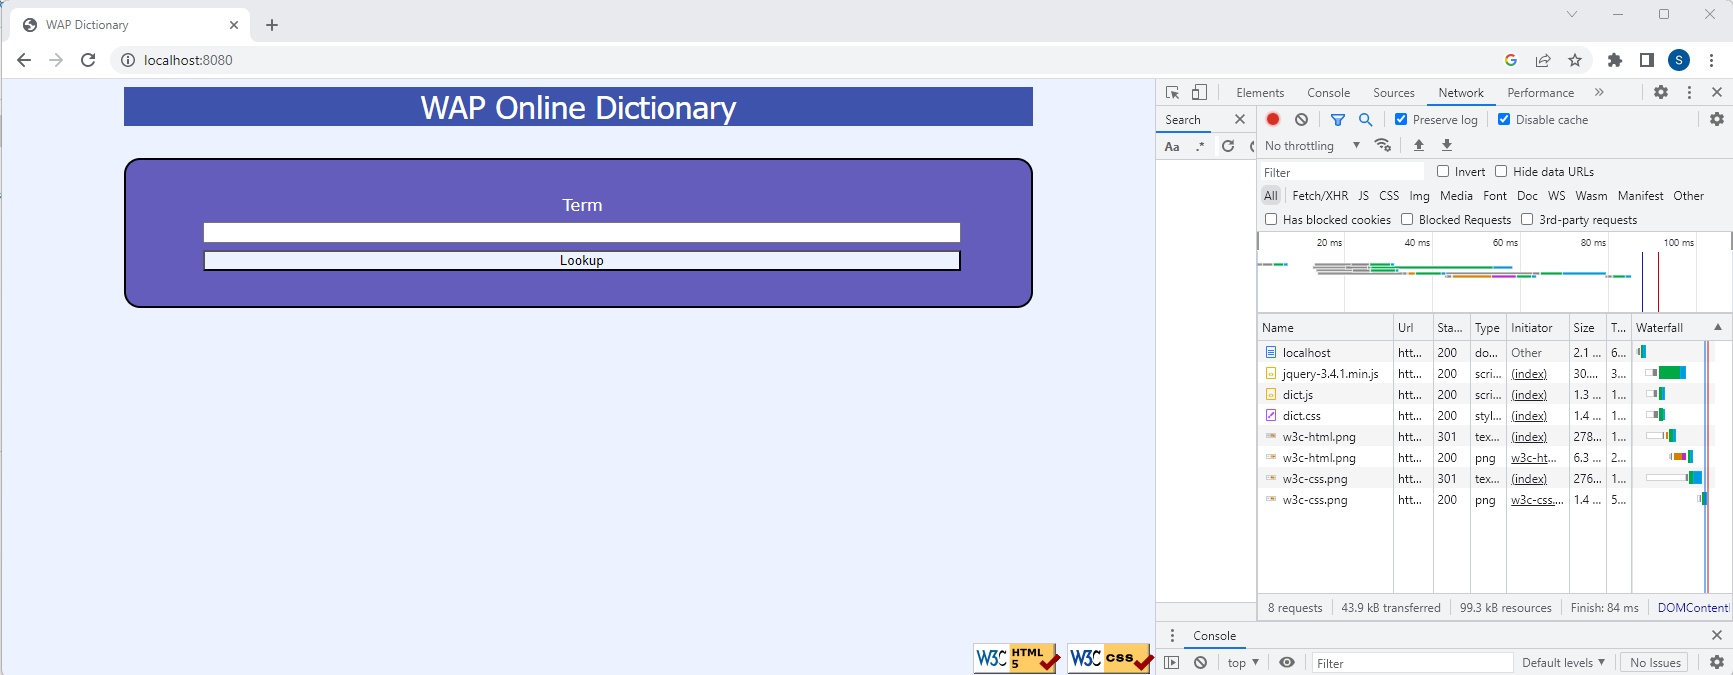 WAP Dictionary
localhost:8080
S
WAP Online Dictionary
Term
Lookup
W3C HTML 5
W3C CSS
Elements Console Sources Network Performance »
Search
Preserve log Disable cache
Aa .*
No throttling
Filter Invert Hide data URLs
All Fetch/XHR JS CSS Img Media Font Doc WS Wasm Manifest Other
Has blocked cookies Blocked Requests 3rd-party requests
20 ms 40 ms 60 ms 80 ms 100 ms
Name Url Sta... Type Initiator Size T... Waterfall
localhost htt... 200 do... Other 2.1 ... 6...
jquery-3.4.1.min.js htt... 200 scri... (index) 30.... 3...
dict.js htt... 200 scri... (index) 1.3 ... 1...
dict.css htt... 200 styl... (index) 1.4 ... 1...
w3c-html.png htt... 301 tex... (index) 278... 1...
w3c-html.png htt... 200 png w3c-ht... 6.3 ... 2...
w3c-css.png htt... 301 tex... (index) 276... 1...
w3c-css.png htt... 200 png w3c-css.... 1.4 ... 5...
8 requests 43.9 kB transferred 99.3 kB resources Finish: 84 ms DOMContent
Console
top Filter Default levels No Issues